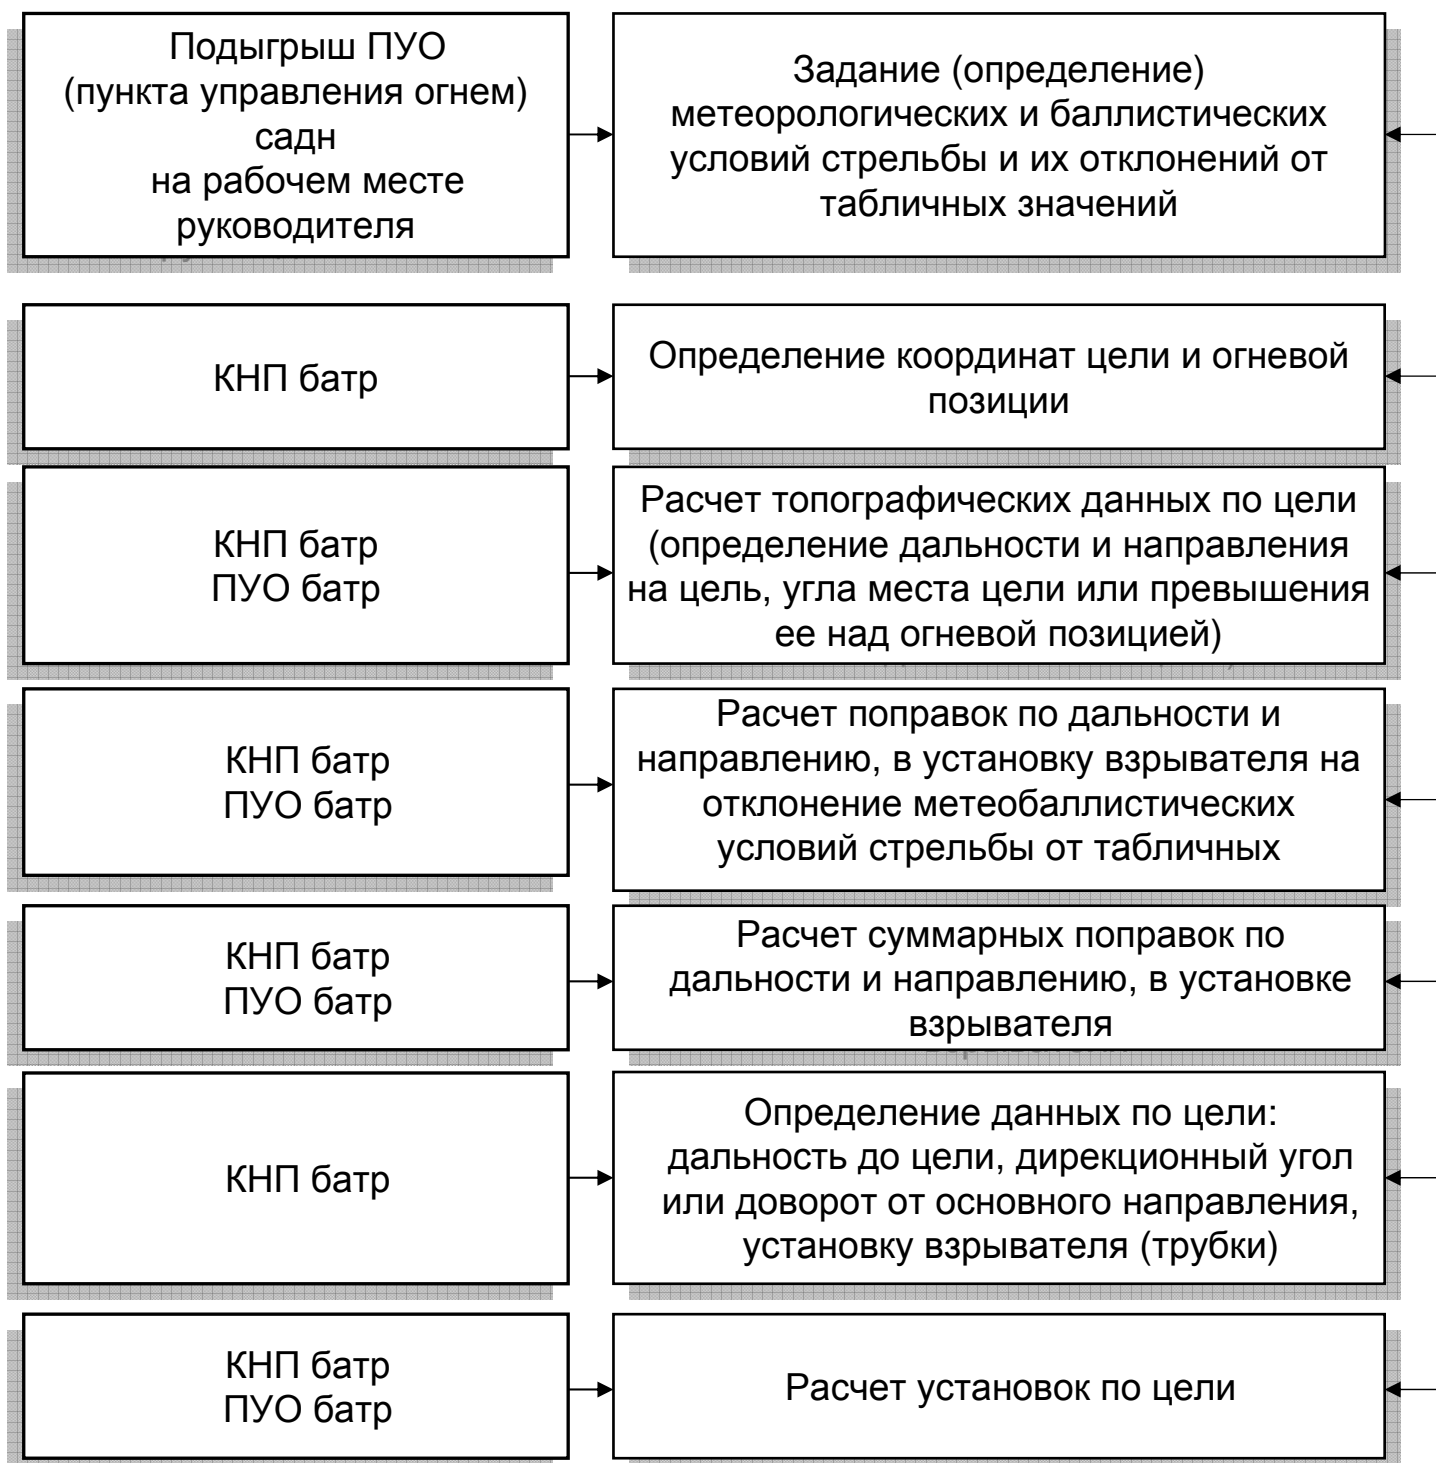 Подыгрыш ПУО
(пункта управления огнем)
садн
на рабочем месте
руководителя
Задание (определение)
метеорологических и баллистических
условий стрельбы и их отклонений от
табличных значений
КНП батр
Определение координат цели и огневой
позиции
КНП батр
ПУО батр
Расчет топографических данных по цели
(определение дальности и направления
на цель, угла места цели или превышения
ее над огневой позицией)
КНП батр
ПУО батр
Расчет поправок по дальности и
направлению, в установку взрывателя на
отклонение метеобаллистических
условий стрельбы от табличных
КНП батр
ПУО батр
Расчет суммарных поправок по
дальности и направлению, в установке
взрывателя
КНП батр
Определение данных по цели:
дальность до цели, дирекционный угол
или доворот от основного направления,
установку взрывателя (трубки)
КНП батр
ПУО батр
Расчет установок по цели